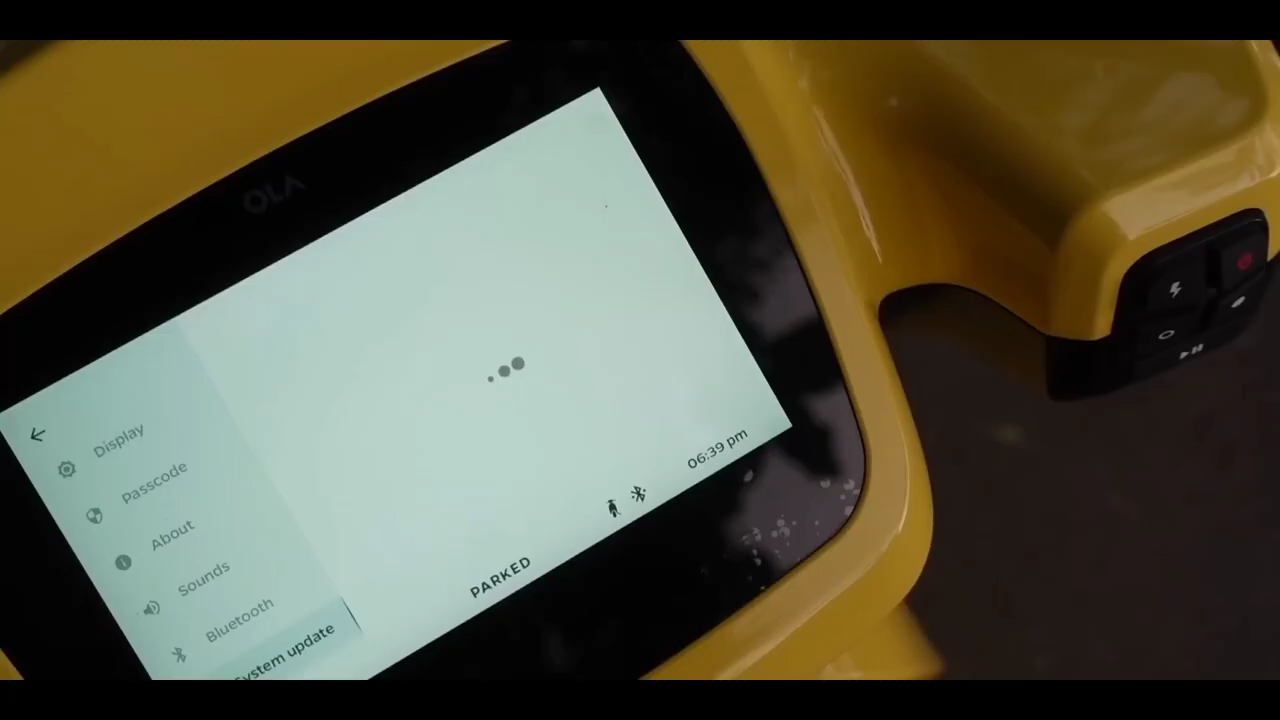 OLA
Display
Passcode
About
Sounds
Bluetooth
System update
PARKED
06:39 pm